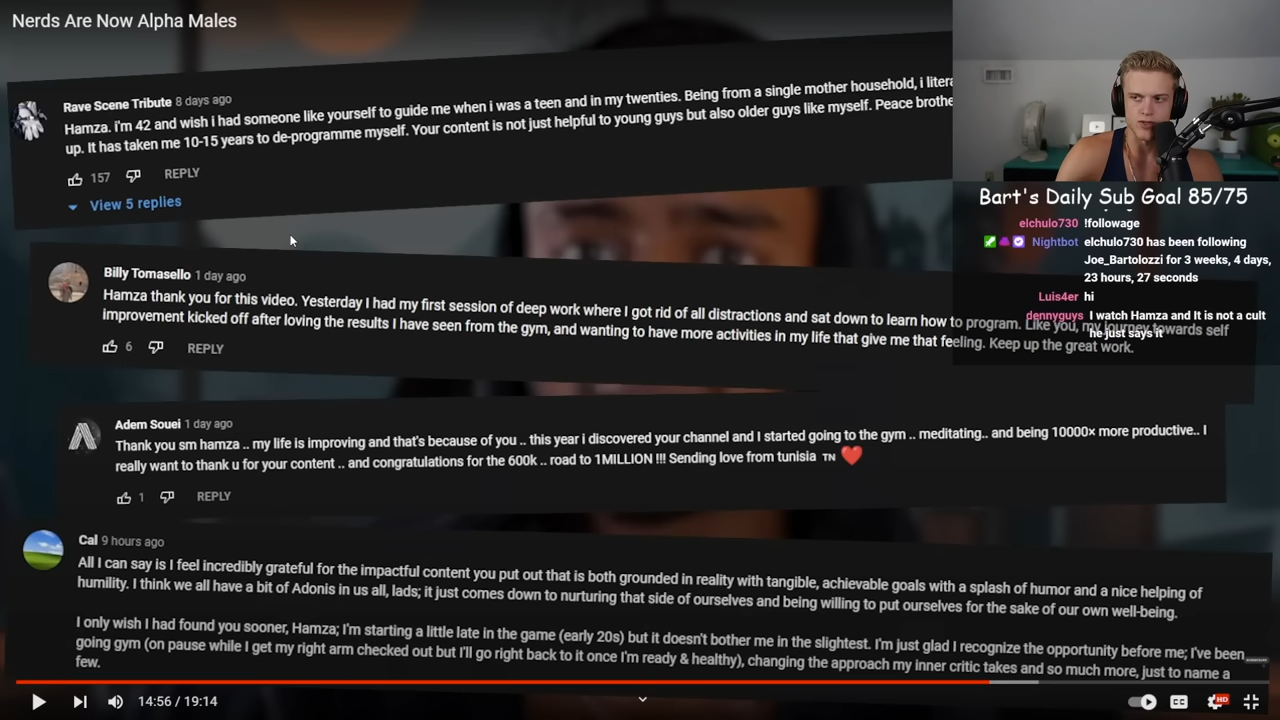 Nerds Are Now Alpha Males
Rave Scene Tribute 8 days ago
Hamza. i'm 42 and wish i had someone like yourself to guide me when i was a teen and in my twenties. Being from a single mother household, i litera
up. It has taken me 10-15 years to de-programme myself. Your content is not just helpful to young guys but also older guys like myself. Peace brothe
157 REPLY
View 5 replies
Billy Tomasello 1 day ago
Hamza thank you for this video. Yesterday I had my first session of deep work where I got rid of all distractions and sat down to learn how to program. Like you, my journey towards self
improvement kicked off after loving the results I have seen from the gym, and wanting to have more activities in my life that give me that feeling. Keep up the great work.
6 REPLY
Adem Souei 1 day ago
Thank you sm hamza .. my life is improving and that's because of you .. this year i discovered your channel and I started going to the gym .. meditating.. and being 10000× more productive.. I
really want to thank u for your content .. and congratulations for the 600k .. road to 1MILLION !!! Sending love from tunisia TN ❤️
1 REPLY
Cal 9 hours ago
All I can say is I feel incredibly grateful for the impactful content you put out that is both grounded in reality with tangible, achievable goals with a splash of humor and a nice helping of
humility. I think we all have a bit of Adonis in us all, lads; it just comes down to nurturing that side of ourselves and being willing to put ourselves for the sake of our own well-being.
I only wish I had found you sooner, Hamza; I'm starting a little late in the game (early 20s) but it doesn't bother me in the slightest. I'm just glad I recognize the opportunity before me; I've been
going gym (on pause while I get my right arm checked out but I'll go right back to it once I'm ready & healthy), changing the approach my inner critic takes and so much more, just to name a
few.
14:56 / 19:14
CC
HD
Bart's Daily Sub Goal 85/75
elchulo730 !followage
Nightbot elchulo730 has been following
Joe_Bartolozzi for 3 weeks, 4 days,
23 hours, 27 seconds
Luis4er hi
dennyguys I watch Hamza and It is not a cult
he just says it